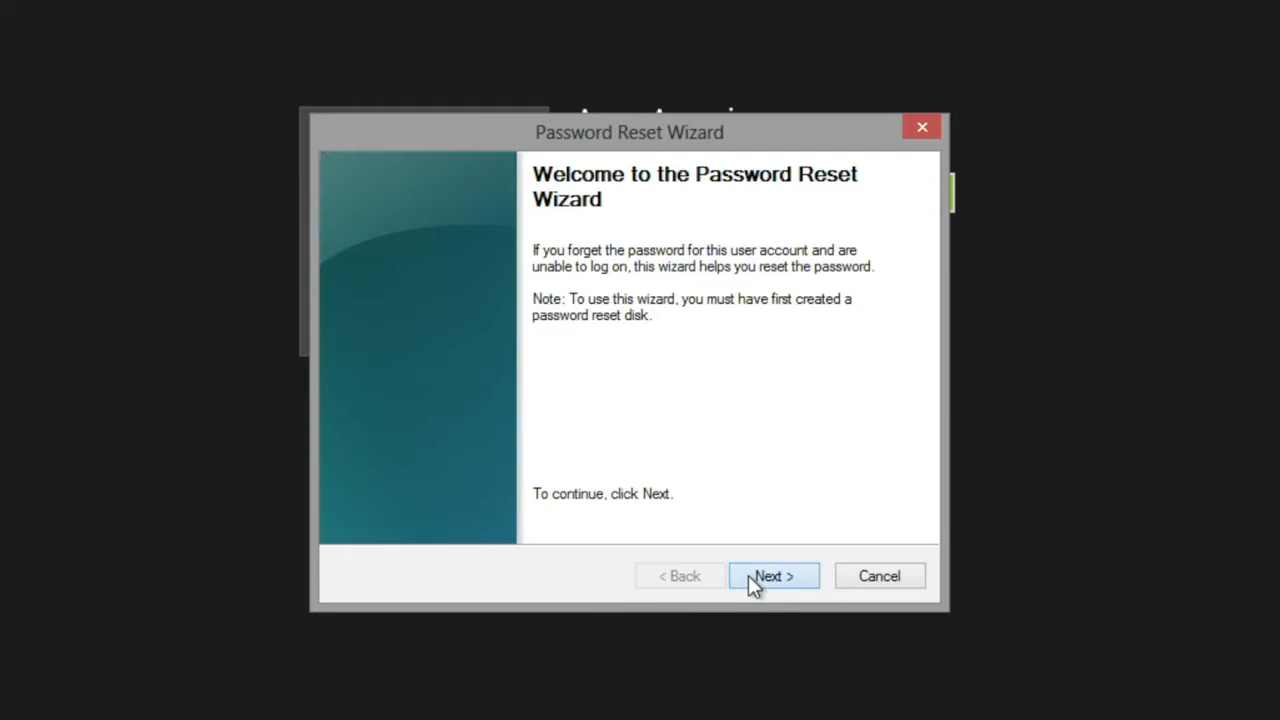 Password Reset Wizard
Welcome to the Password Reset
Wizard
If you forget the password for this user account and are
unable to log on, this wizard helps you reset the password.
Note: To use this wizard, you must have first created a
password reset disk.
To continue, click Next.
< Back
Next >
Cancel